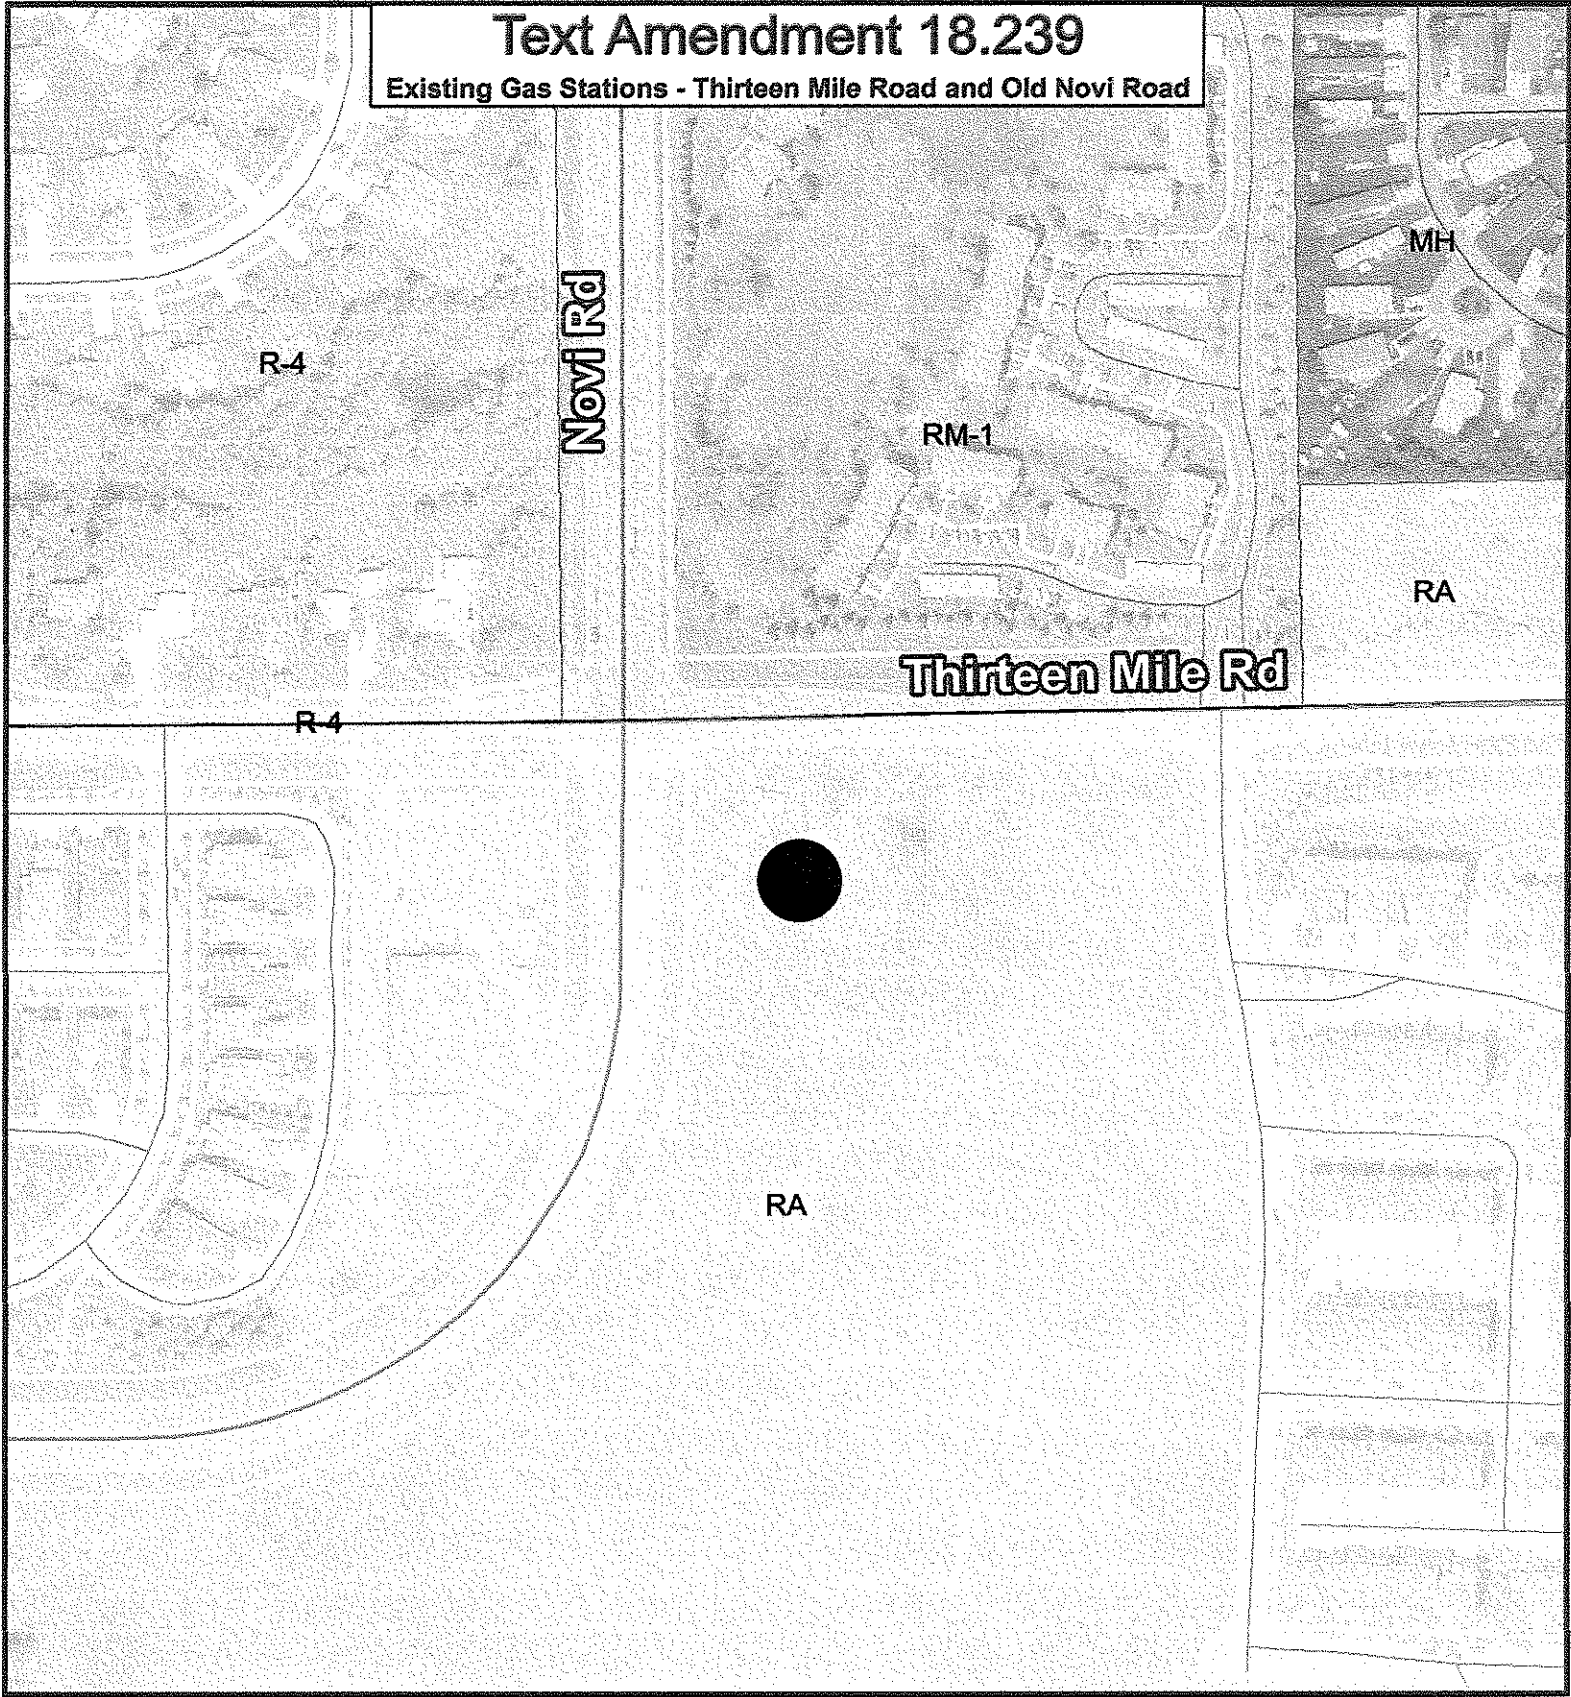 Text Amendment 18.239
Existing Gas Stations - Thirteen Mile Road and Old Novi Road
MH
Novi Rd
R-4
RM-1
RA
Thirteen Mile Rd
R-4
RA